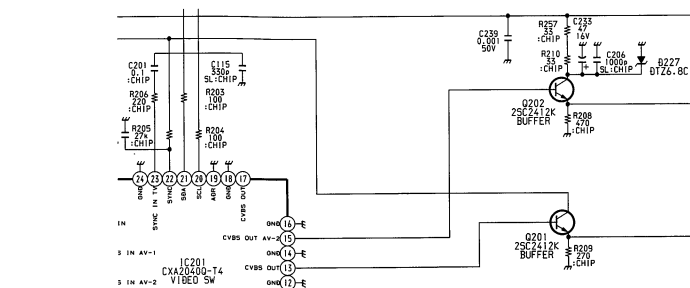 C239
0.001
50V
R257
33
:CHIP
C233
47
16V
R210
33
:CHIP
C206
1000p
SL:CHIP
D227
DTZ6.8C
C201
0.1
:CHIP
C115
330p
SL:CHIP
R206
220
:CHIP
R203
100
:CHIP
R205
27k
:CHIP
R204
100
:CHIP
Q202
2SC2412K
BUFFER
R208
470
:CHIP
24 23 22 21 20 19 18 17
GND
SYNC IN TV
SYNC
SDA
SCL
ADR
GND
CVBS OUT
IN
GND 16
CVBS OUT AV-2 15
S IN AV-1
GND 14
IC201
CXA2040Q-T4
VIDEO SW
CVBS OUT 13
S IN AV-2
GND 12
Q201
2SC2412K
BUFFER
R209
270
:CHIP